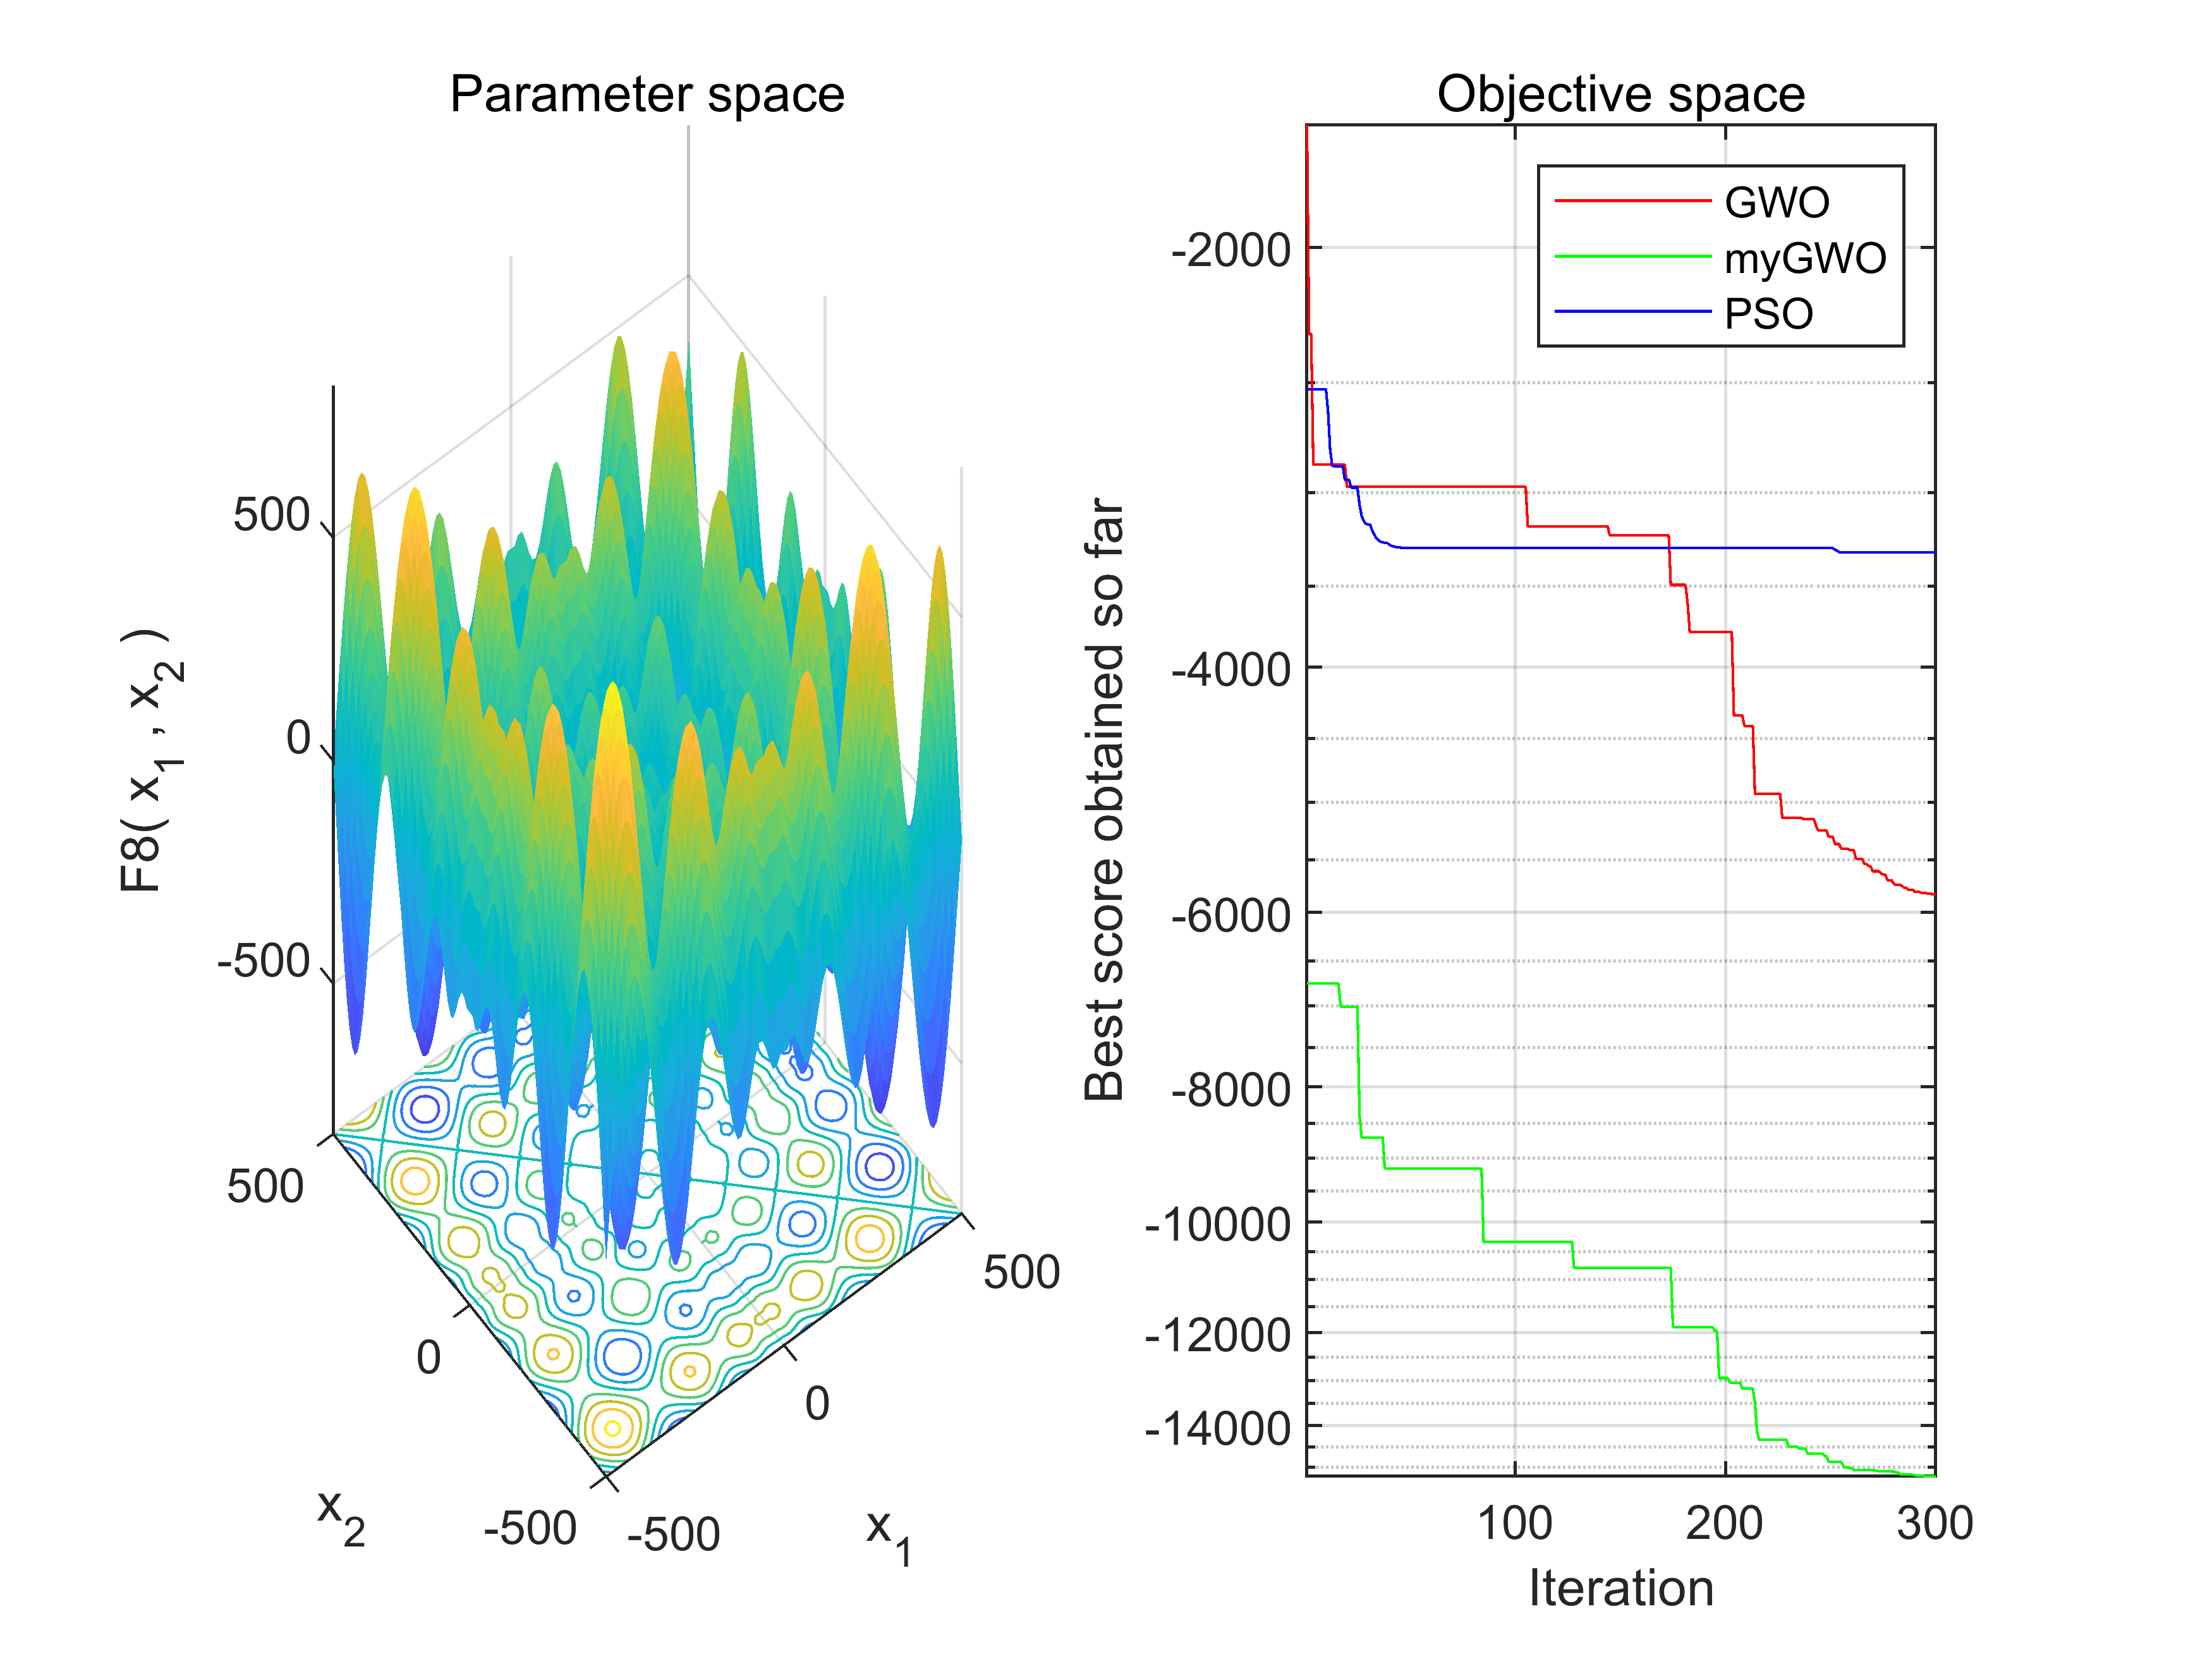 Parameter space
F8( x1 , x2 )
500
0
-500
500
0
-500
x2
-500
0
500
x1
Objective space
Best score obtained so far
-2000
-4000
-6000
-8000
-10000
-12000
-14000
GWO
myGWO
PSO
100
200
300
Iteration